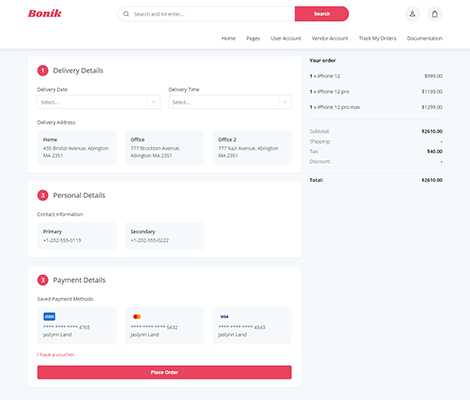 Bonik
Search and hit enter...
Search
Home Pages User Account Vendor Account Track My Orders Documentation
1 Delivery Details
Delivery Date Delivery Time
Select... Select...
Delivery Address
Home Office Office 2
435 Bristol Avenue, Abington MA 2351
777 Brockton Avenue, Abington MA 2351
777 Kazi Avenue, Abington MA 2351
3 Personal Details
Contact Information
Primary Secondary
+1-202-555-0119 +1-202-555-0222
3 Payment Details
Saved Payment Methods
VISA
**** **** **** 4765 **** **** **** 5432 **** **** **** 4543
Jaslynn Land Jaslynn Land Jaslynn Land
I have a voucher.
Place Order
Your order
1 x iPhone 12 $999.00
1 x iPhone 12 pro $1199.00
1 x iPhone 12 pro max $1299.00
Subtotal: $2610.00
Shipping: -
Tax: $40.00
Discount: -
Total: $2610.00